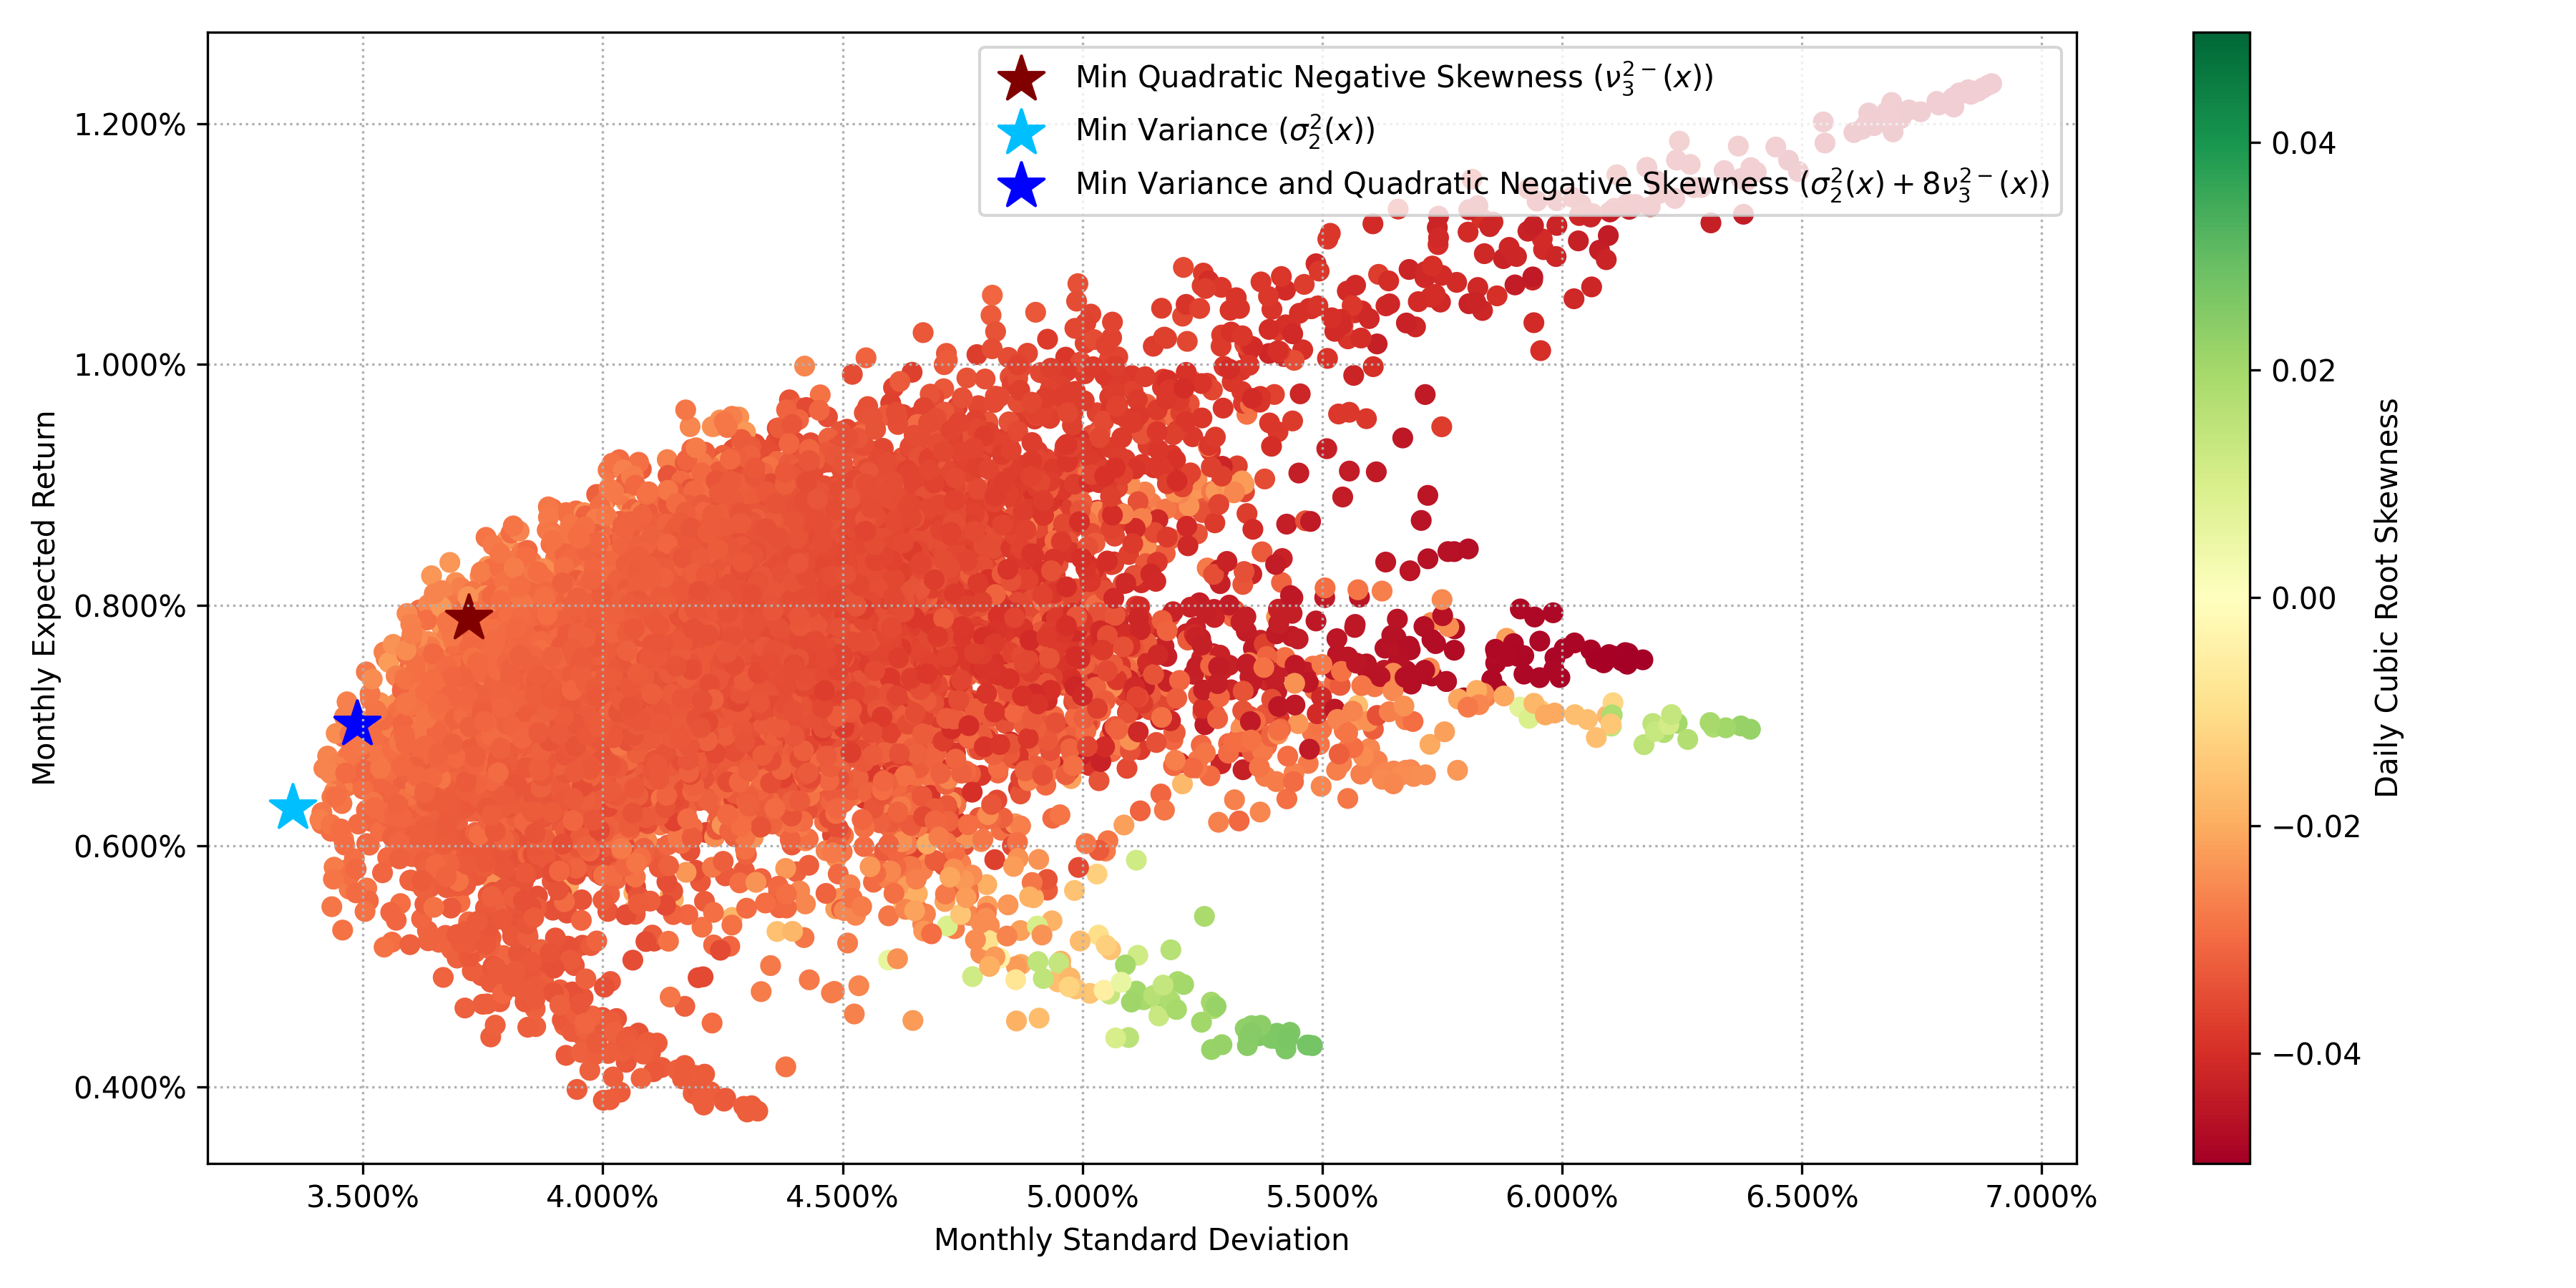 Min Quadratic Negative Skewness (ν₃²⁻(x))
Min Variance (σ₂²(x))
Min Variance and Quadratic Negative Skewness (σ₂²(x) + 8ν₃²⁻(x))
1.200%
1.000%
0.800%
0.600%
0.400%
Monthly Expected Return
3.500% 4.000% 4.500% 5.000% 5.500% 6.000% 6.500% 7.000%
Monthly Standard Deviation
0.04
0.02
0.00
−0.02
−0.04
Daily Cubic Root Skewness